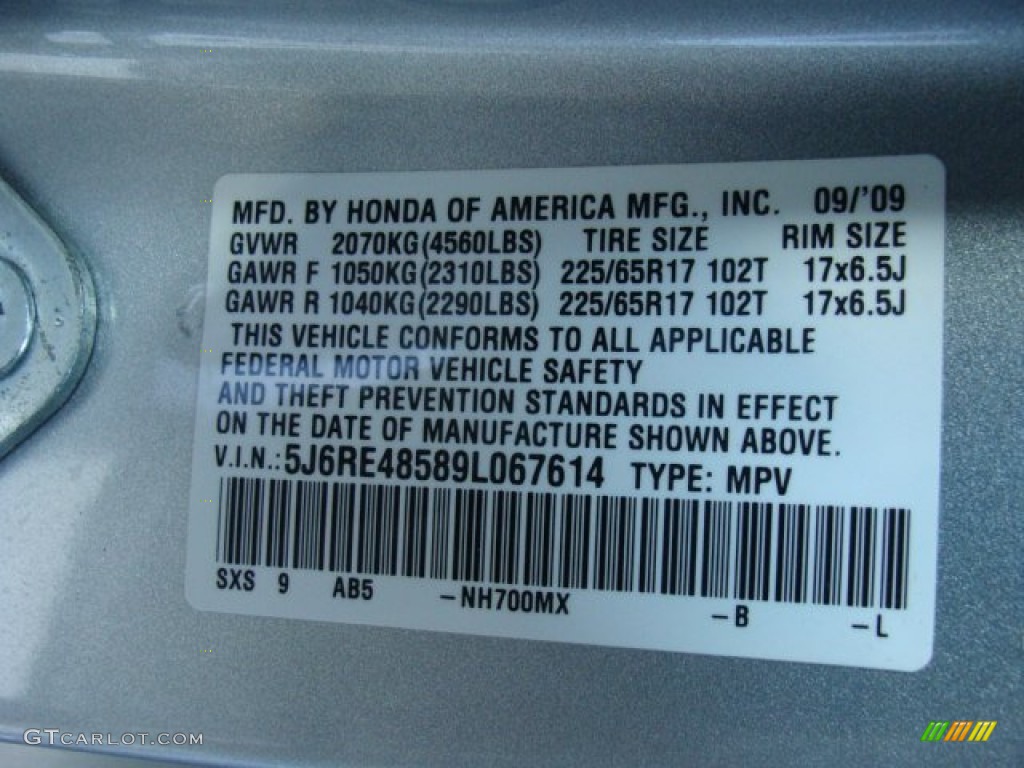 MFD. BY HONDA OF AMERICA MFG., INC. 09/'09
GVWR 2070KG(4560LBS) TIRE SIZE RIM SIZE
GAWR F 1050KG(2310LBS) 225/65R17 102T 17x6.5J
GAWR R 1040KG(2290LBS) 225/65R17 102T 17x6.5J
THIS VEHICLE CONFORMS TO ALL APPLICABLE
FEDERAL MOTOR VEHICLE SAFETY
AND THEFT PREVENTION STANDARDS IN EFFECT
ON THE DATE OF MANUFACTURE SHOWN ABOVE.
V.I.N.: 5J6RE48589L067614 TYPE: MPV
SXS 9 AB5 -NH700MX -B -L
GTCARLOT.COM